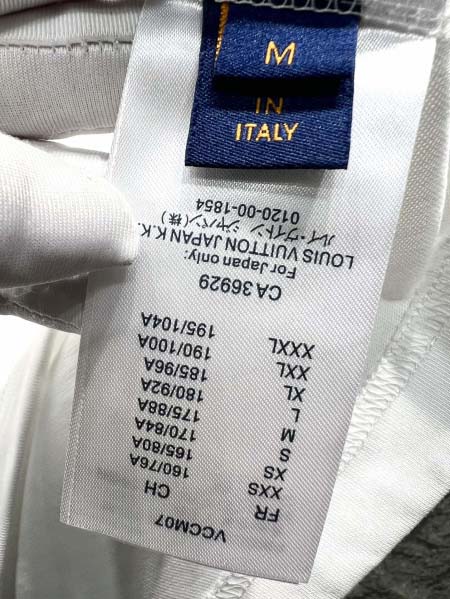 M
IN
ITALY
VCCM07
FR CH
XXS 160/76A
XS 165/80A
S 170/84A
M 175/88A
L 180/92A
XL 185/96A
XXL 190/100A
XXXL 195/104A
CA 36929
For Japan only:
LOUIS VUITTON JAPAN K.K.
ルイ・ヴィトン ジャパン(株)
0120-00-1854